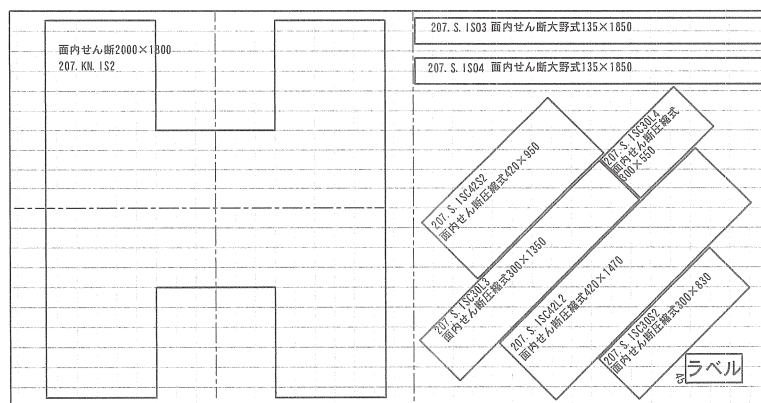 面内せん断2000×1800
207.KN.IS2
207.S.ISO3 面内せん断大野式135×1850
207.S.ISO4 面内せん断大野式135×1850
207.S.ISC42S2
面内せん断圧縮式420×950
207.S.ISC30L4
面内せん断圧縮式
300×550
207.S.ISC30L3
面内せん断圧縮式300×1350
207.S.ISC42L2
面内せん断圧縮式420×1470
207.S.ISC30S2
面内せん断圧縮式300×830
A5
ラベル